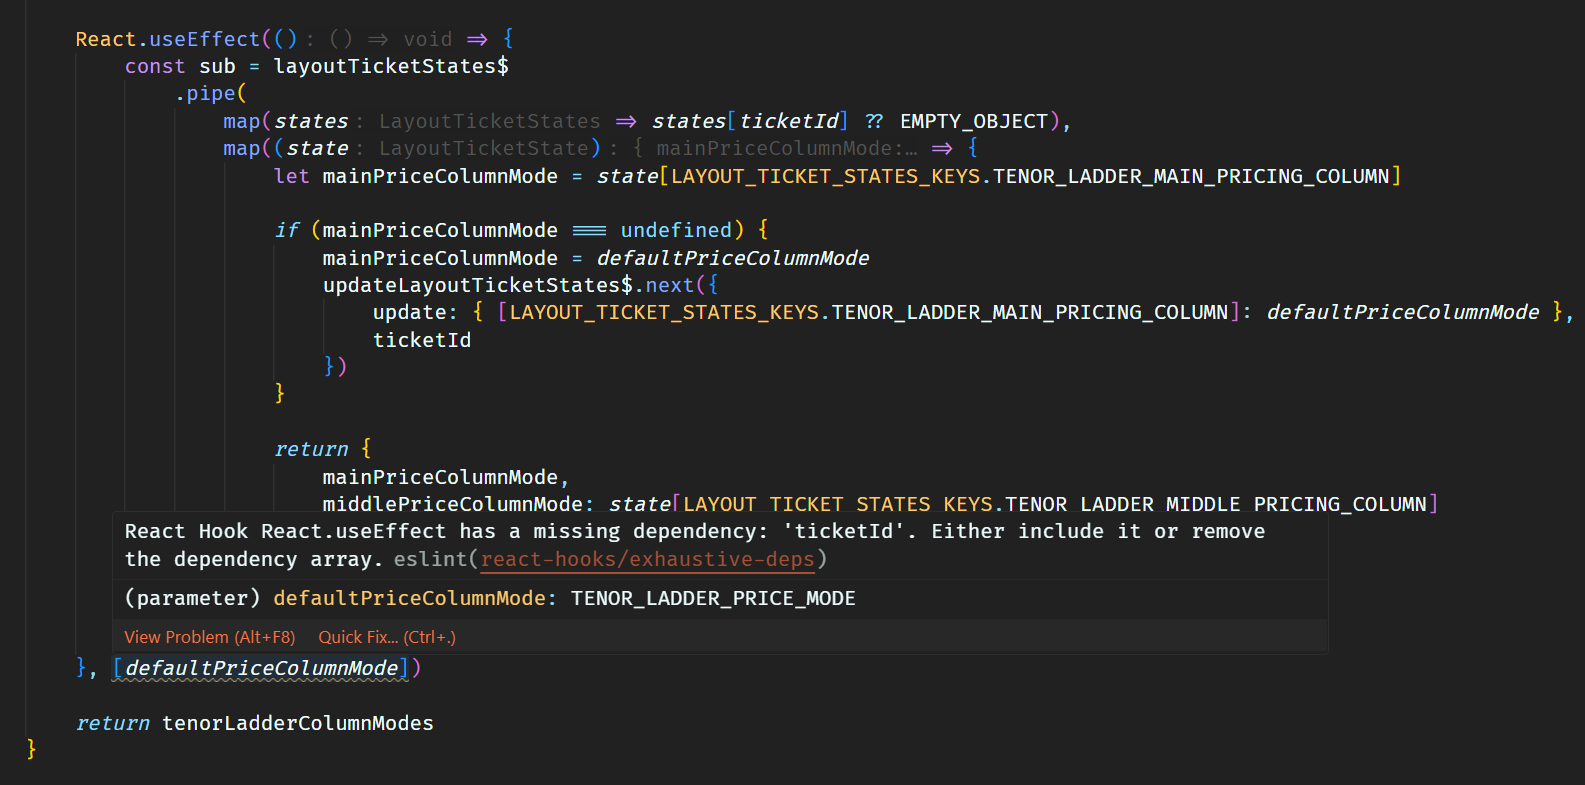 React.useEffect((): () => void => {
const sub = layoutTicketStates$
.pipe(
map(states: LayoutTicketStates => states[ticketId] ?? EMPTY_OBJECT),
map((state: LayoutTicketState): { mainPriceColumnMode:… => {
let mainPriceColumnMode = state[LAYOUT_TICKET_STATES_KEYS.TENOR_LADDER_MAIN_PRICING_COLUMN]
if (mainPriceColumnMode === undefined) {
mainPriceColumnMode = defaultPriceColumnMode
updateLayoutTicketStates$.next({
update: { [LAYOUT_TICKET_STATES_KEYS.TENOR_LADDER_MAIN_PRICING_COLUMN]: defaultPriceColumnMode },
ticketId
})
}
return {
mainPriceColumnMode,
middlePriceColumnMode: state[LAYOUT_TICKET_STATES_KEYS.TENOR_LADDER_MIDDLE_PRICING_COLUMN]
React Hook React.useEffect has a missing dependency: 'ticketId'. Either include it or remove
the dependency array. eslint(react-hooks/exhaustive-deps)
(parameter) defaultPriceColumnMode: TENOR_LADDER_PRICE_MODE
View Problem (Alt+F8) Quick Fix... (Ctrl+.)
}, [defaultPriceColumnMode])
return tenorLadderColumnModes
}